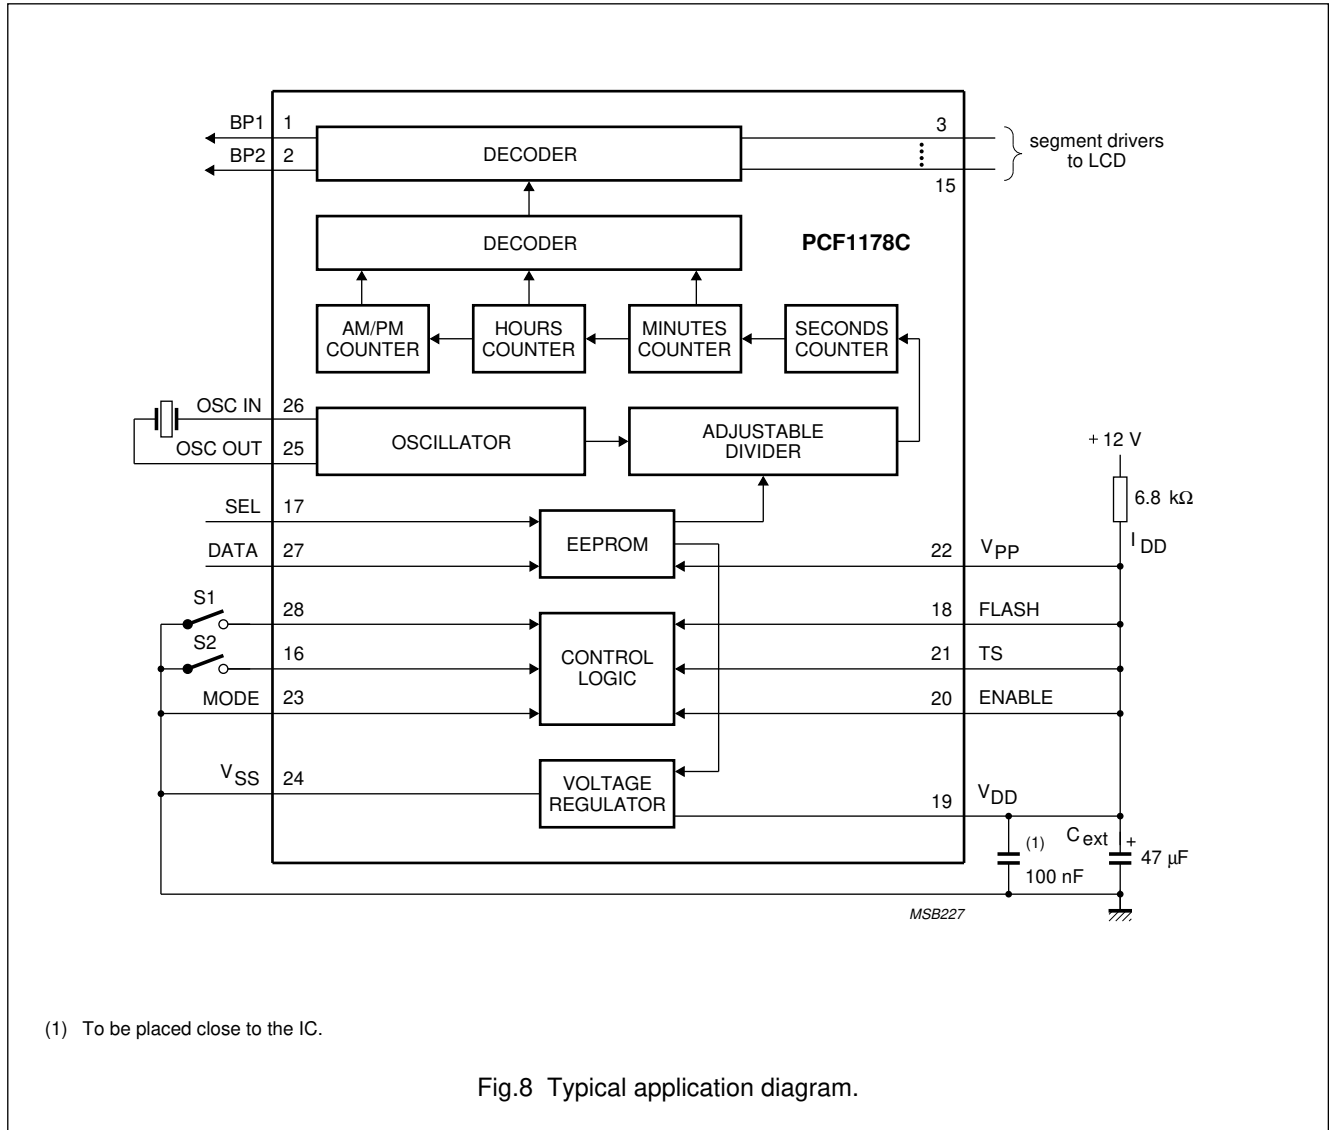 BP1 1
BP2 2
DECODER
3
15
segment drivers
to LCD
DECODER
PCF1178C
AM/PM
COUNTER
HOURS
COUNTER
MINUTES
COUNTER
SECONDS
COUNTER
OSC IN 26
OSC OUT 25
OSCILLATOR
ADJUSTABLE
DIVIDER
+ 12 V
6.8 kΩ
I DD
SEL 17
DATA 27
EEPROM
22 VPP
S1
28
S2
16
MODE 23
CONTROL
LOGIC
18 FLASH
21 TS
20 ENABLE
VSS 24
VOLTAGE
REGULATOR
19 VDD
(1)
100 nF
Cext +
47 μF
MSB227
(1) To be placed close to the IC.
Fig.8 Typical application diagram.